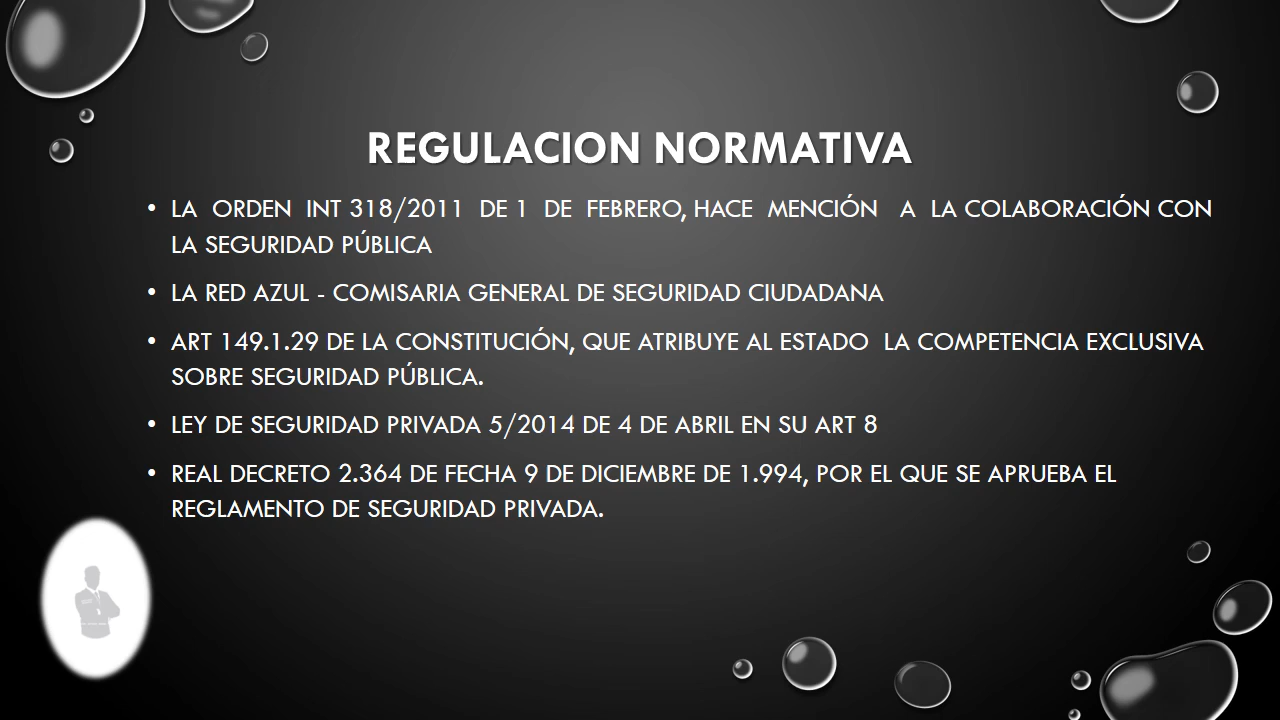 REGULACION NORMATIVA
• LA ORDEN INT 318/2011 DE 1 DE FEBRERO, HACE MENCIÓN A LA COLABORACIÓN CON
LA SEGURIDAD PÚBLICA
• LA RED AZUL - COMISARIA GENERAL DE SEGURIDAD CIUDADANA
• ART 149.1.29 DE LA CONSTITUCIÓN, QUE ATRIBUYE AL ESTADO LA COMPETENCIA EXCLUSIVA
SOBRE SEGURIDAD PÚBLICA.
• LEY DE SEGURIDAD PRIVADA 5/2014 DE 4 DE ABRIL EN SU ART 8
• REAL DECRETO 2.364 DE FECHA 9 DE DICIEMBRE DE 1.994, POR EL QUE SE APRUEBA EL
REGLAMENTO DE SEGURIDAD PRIVADA.